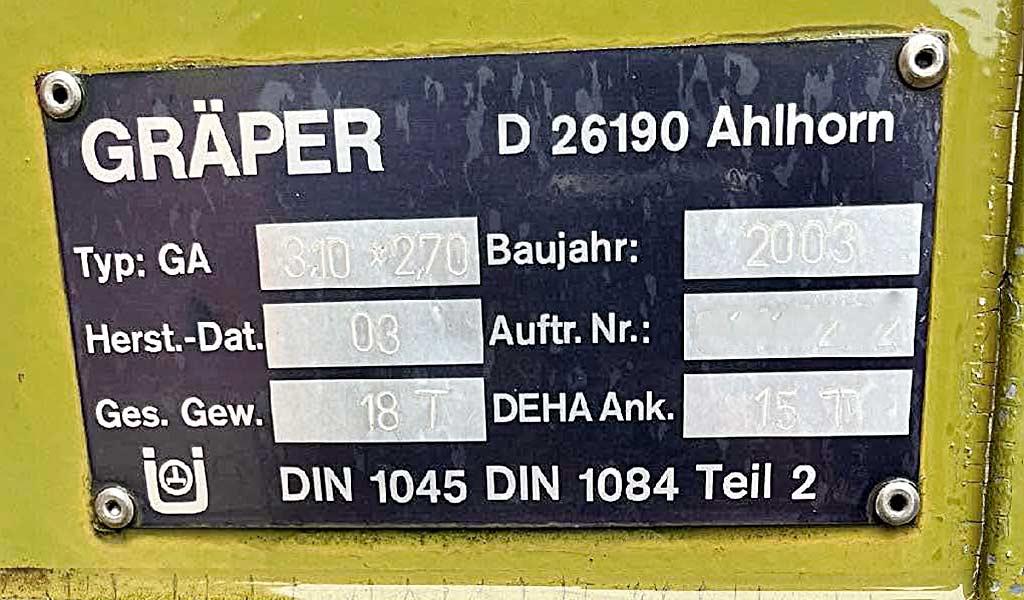 GRÄPER D 26190 Ahlhorn
Typ: GA 3,10 *2,70 Baujahr: 2003
Herst.-Dat. 03 Auftr. Nr.:
Ges. Gew. 18 T DEHA Ank. 15 T
DIN 1045 DIN 1084 Teil 2